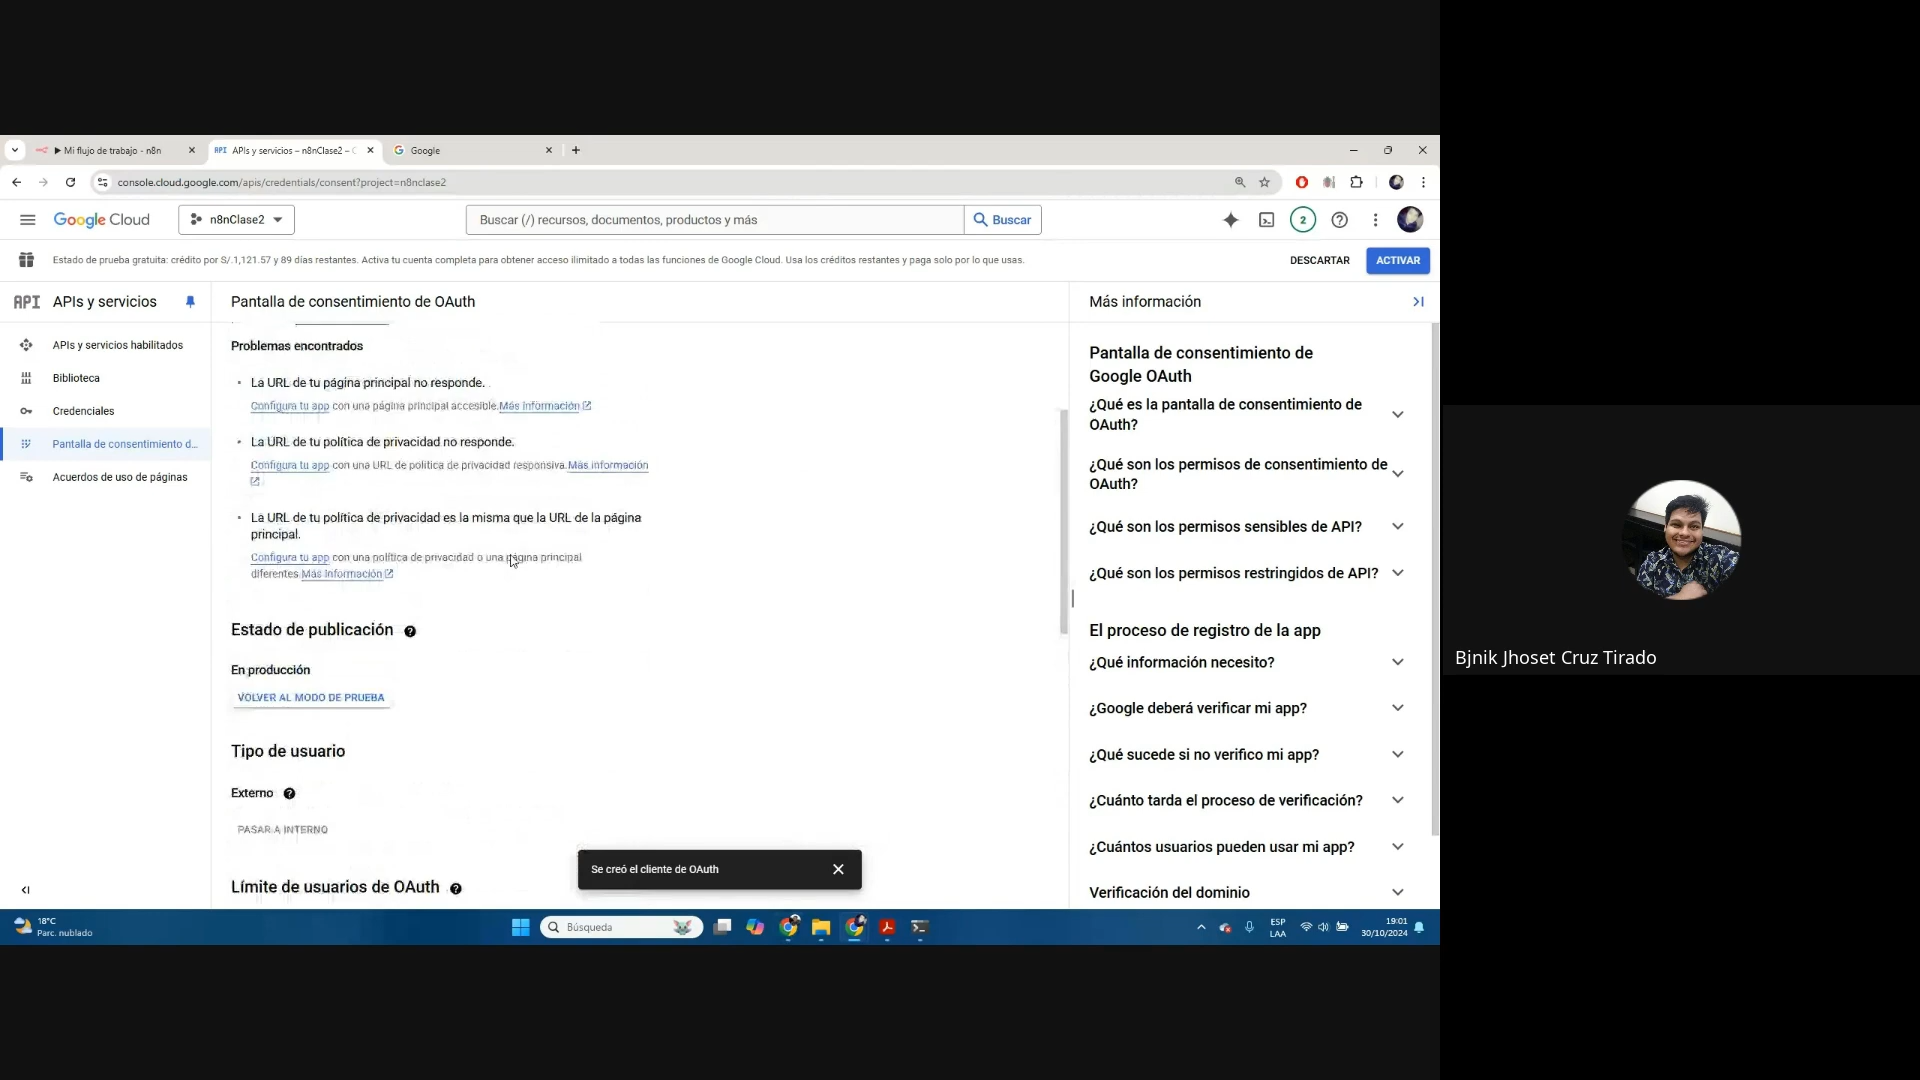 Mi flujo de trabajo - n8n
API APIs y servicios – n8nClase2 – C
Google
console.cloud.google.com/apis/credentials/consent?project=n8nclase2
Google Cloud
n8nClase2
Buscar (/) recursos, documentos, productos y más
Buscar
2
Estado de prueba gratuita: crédito por S/.1,121.57 y 89 días restantes. Activa tu cuenta completa para obtener acceso ilimitado a todas las funciones de Google Cloud. Usa los créditos restantes y paga solo por lo que usas.
DESCARTAR
ACTIVAR
API APIs y servicios
APIs y servicios habilitados
Biblioteca
Credenciales
Pantalla de consentimiento d...
Acuerdos de uso de páginas
Pantalla de consentimiento de OAuth
Problemas encontrados
La URL de tu página principal no responde.
Configura tu app con una página principal accesible.Más información
La URL de tu política de privacidad no responde.
Configura tu app con una URL de política de privacidad responsiva.Más información
La URL de tu política de privacidad es la misma que la URL de la página
principal.
Configura tu app con una política de privacidad o una página principal
diferentes.Más información
Estado de publicación
En producción
VOLVER AL MODO DE PRUEBA
Tipo de usuario
Externo
PASAR A INTERNO
Límite de usuarios de OAuth
Se creó el cliente de OAuth
Más información
Pantalla de consentimiento de
Google OAuth
¿Qué es la pantalla de consentimiento de
OAuth?
¿Qué son los permisos de consentimiento de
OAuth?
¿Qué son los permisos sensibles de API?
¿Qué son los permisos restringidos de API?
El proceso de registro de la app
¿Qué información necesito?
¿Google deberá verificar mi app?
¿Qué sucede si no verifico mi app?
¿Cuánto tarda el proceso de verificación?
¿Cuántos usuarios pueden usar mi app?
Verificación del dominio
Bjnik Jhoset Cruz Tirado
18°C
Parc. nublado
Búsqueda
ESP
LAA
19:01
30/10/2024